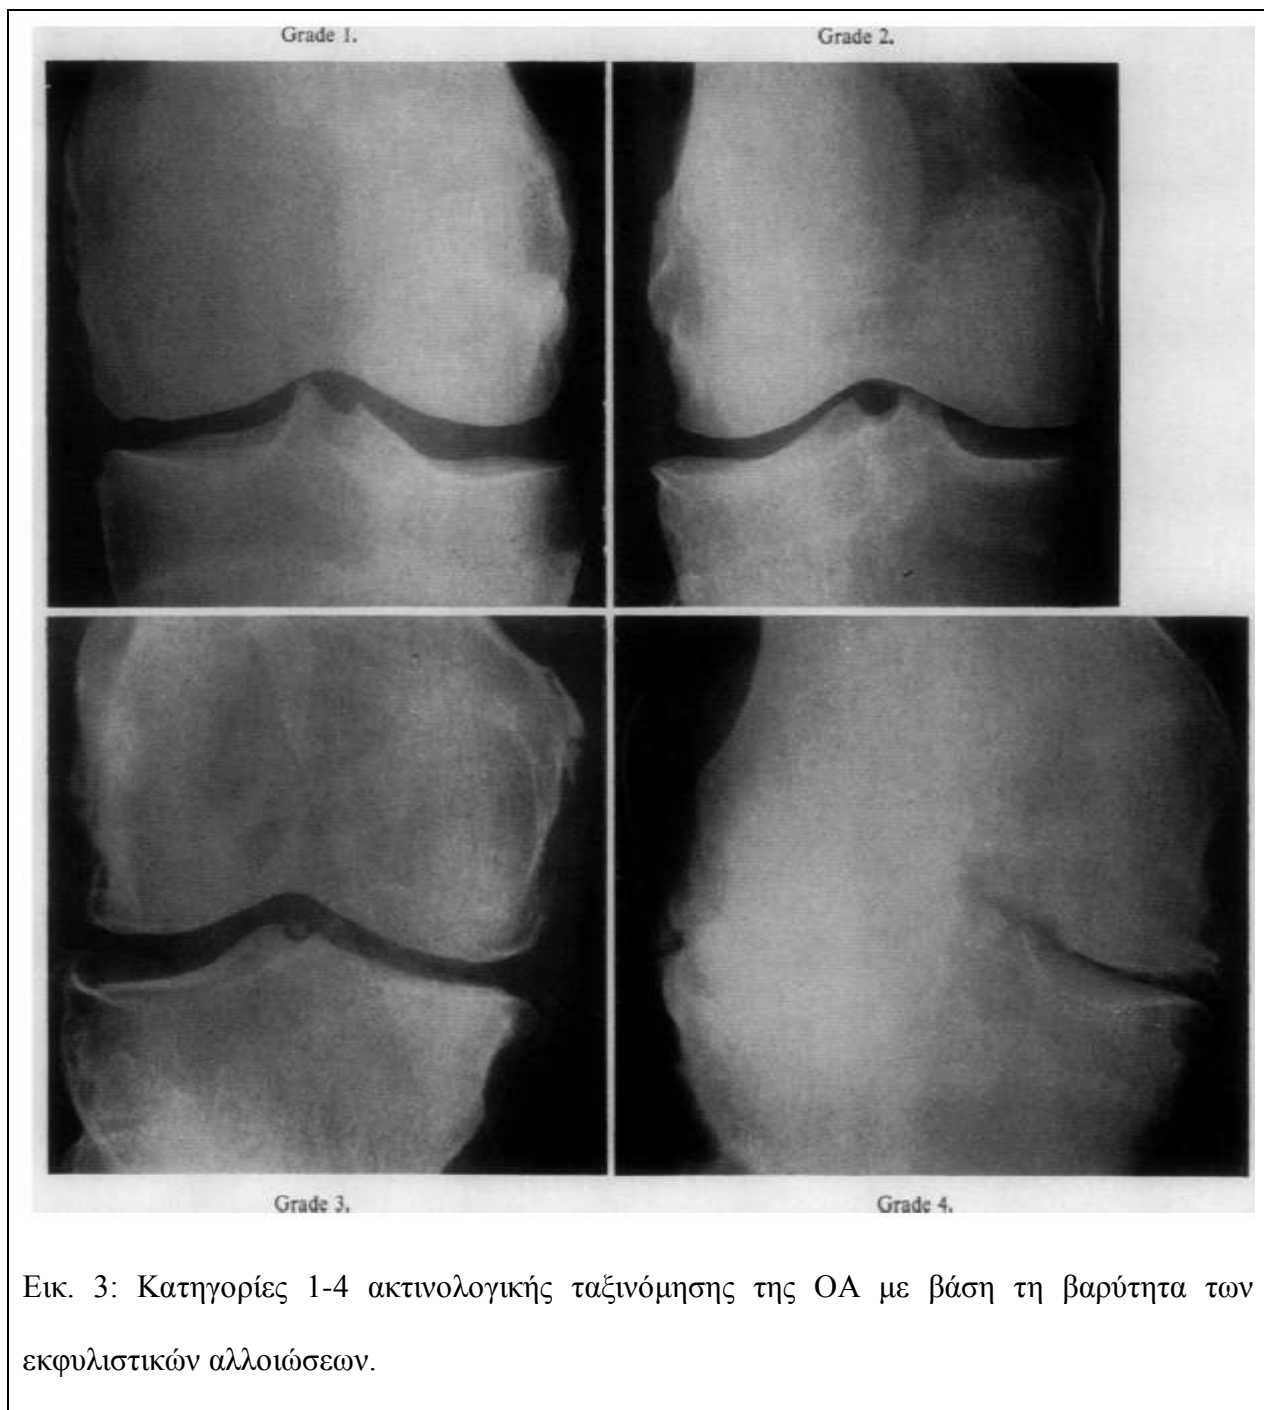 Grade 1.
Grade 2.
Grade 3.
Grade 4.
Εικ. 3: Κατηγορίες 1-4 ακτινολογικής ταξινόμησης της ΟΑ με βάση τη βαρύτητα των
εκφυλιστικών αλλοιώσεων.